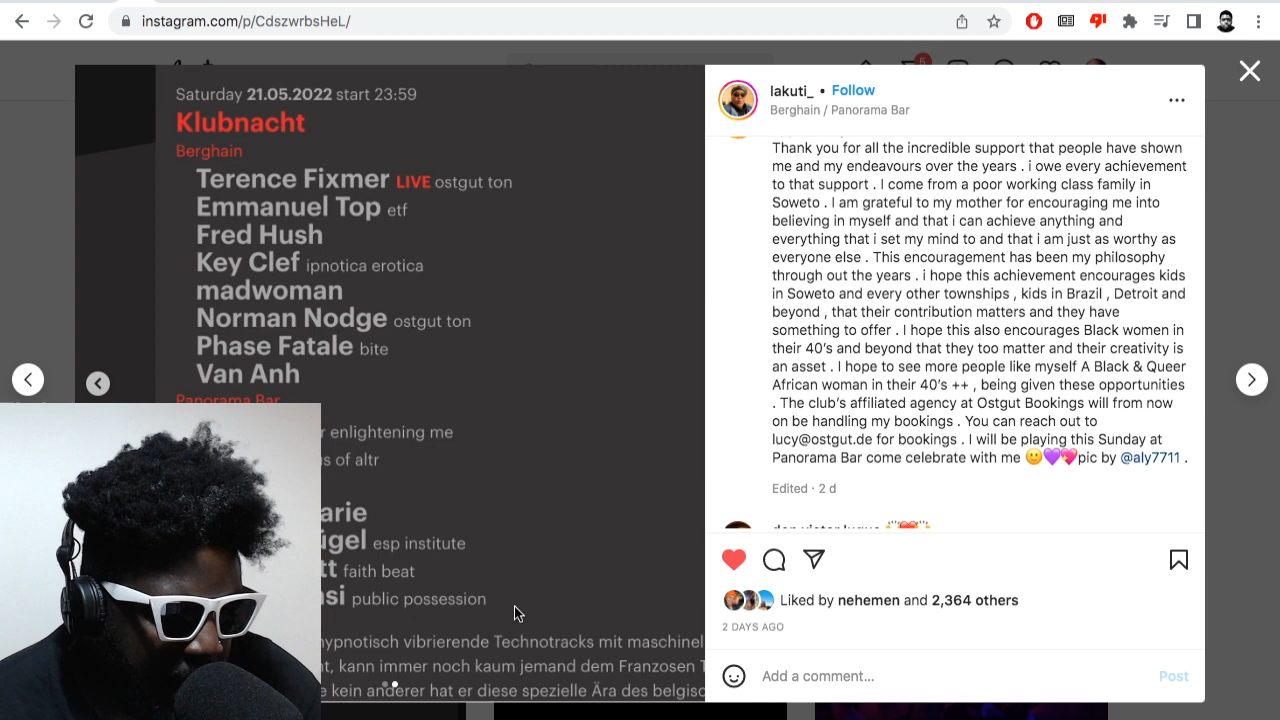 instagram.com/p/CdszwrbsHeL/
Saturday 21.05.2022 start 23:59
Klubnacht
Berghain
Terence Fixmer LIVE ostgut ton
Emmanuel Top etf
Fred Hush
Key Clef ipnotica erotica
madwoman
Norman Nodge ostgut ton
Phase Fatale bite
Van Anh
Panorama Bar
enlightening me
of altr
esp institute
faith beat
public possession
hypnotisch vibrierende Technotracks mit
kann immer noch kaum jemand dem Franzosen
kein anderer hat er diese spezielle Ära des
lakuti_ • Follow
Berghain / Panorama Bar
Thank you for all the incredible support that people have shown
me and my endeavours over the years . i owe every achievement
to that support . I come from a poor working class family in
Soweto . I am grateful to my mother for encouraging me into
believing in myself and that i can achieve anything and
everything that i set my mind to and that i am just as worthy as
everyone else . This encouragement has been my philosophy
through out the years . i hope this achievement encourages kids
in Soweto and every other townships , kids in Brazil , Detroit and
beyond , that their contribution matters and they have
something to offer . I hope this also encourages Black women in
their 40's and beyond that they too matter and their creativity is
an asset . I hope to see more people like myself A Black & Queer
African woman in their 40's ++ , being given these opportunities
. The club's affiliated agency at Ostgut Bookings will from now
on be handling my bookings . You can reach out to
lucy@ostgut.de for bookings . I will be playing this Sunday at
Panorama Bar come celebrate with me 🙂💜💖pic by @aly7711 .
Edited · 2 d
Liked by nehemen and 2,364 others
2 DAYS AGO
Add a comment...
Post